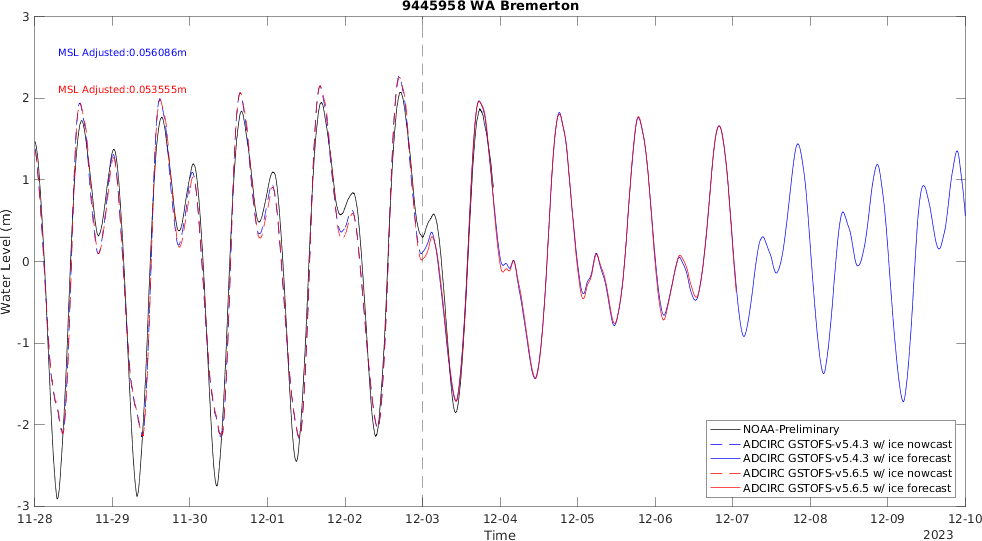 9445958 WA Bremerton
MSL Adjusted:0.056086m
MSL Adjusted:0.053555m
Water Level (m)
3
2
1
0
-1
-2
-3
NOAA-Preliminary
ADCIRC GSTOFS-v5.4.3 w/ ice nowcast
ADCIRC GSTOFS-v5.4.3 w/ ice forecast
ADCIRC GSTOFS-v5.6.5 w/ ice nowcast
ADCIRC GSTOFS-v5.6.5 w/ ice forecast
11-28 11-29 11-30 12-01 12-02 12-03 12-04 12-05 12-06 12-07 12-08 12-09 12-10
Time
2023